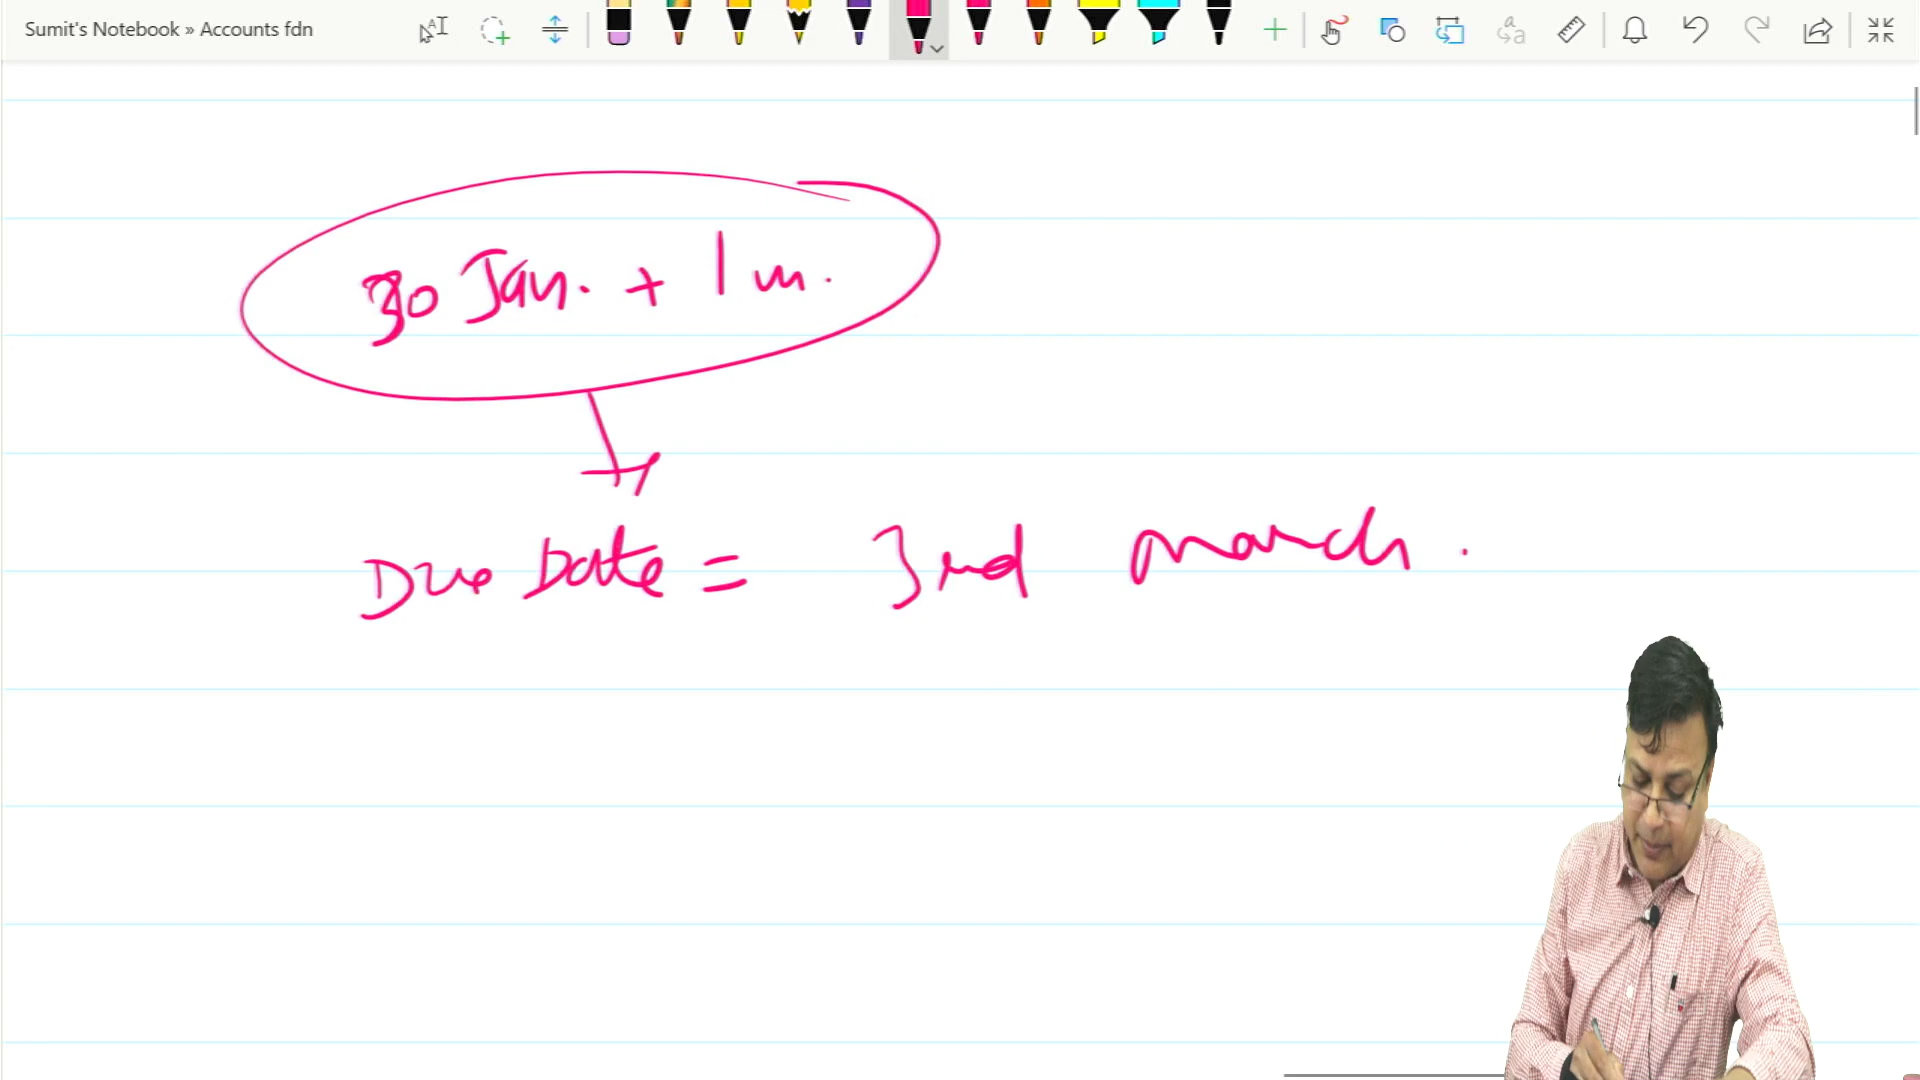 Sumit's Notebook » Accounts fdn
30 Jan. + 1 m.
Due Date = 3rd march.